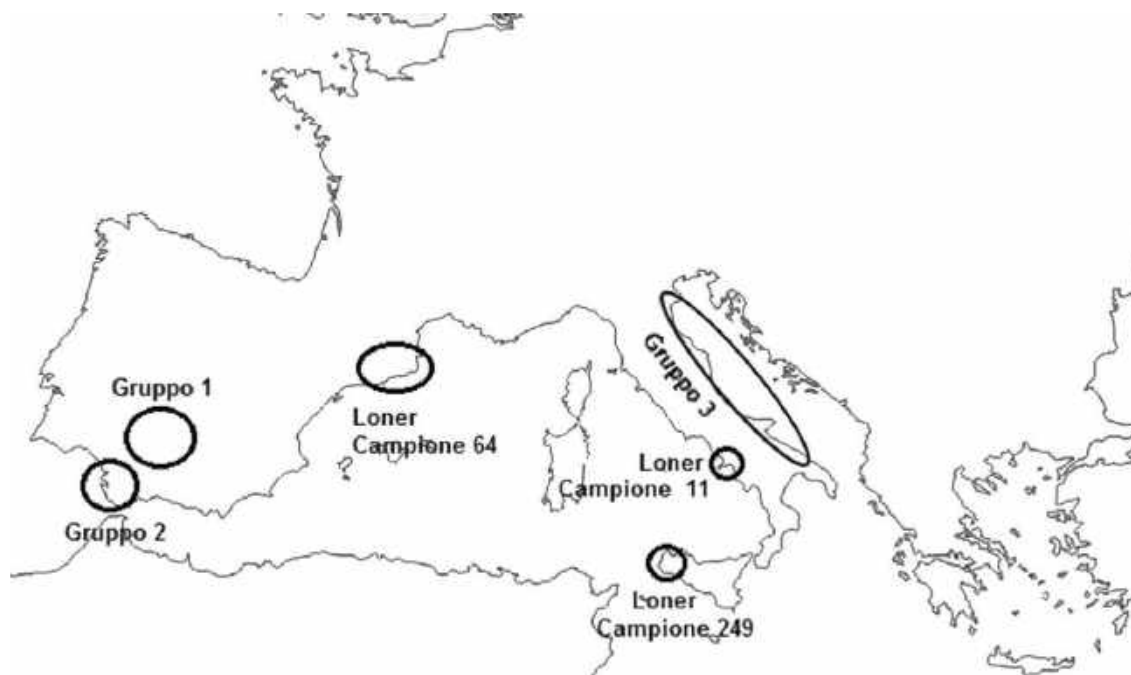 Gruppo 1
Gruppo 2
Loner
Campione 64
Gruppo 3
Loner
Campione 11
Loner
Campione 249